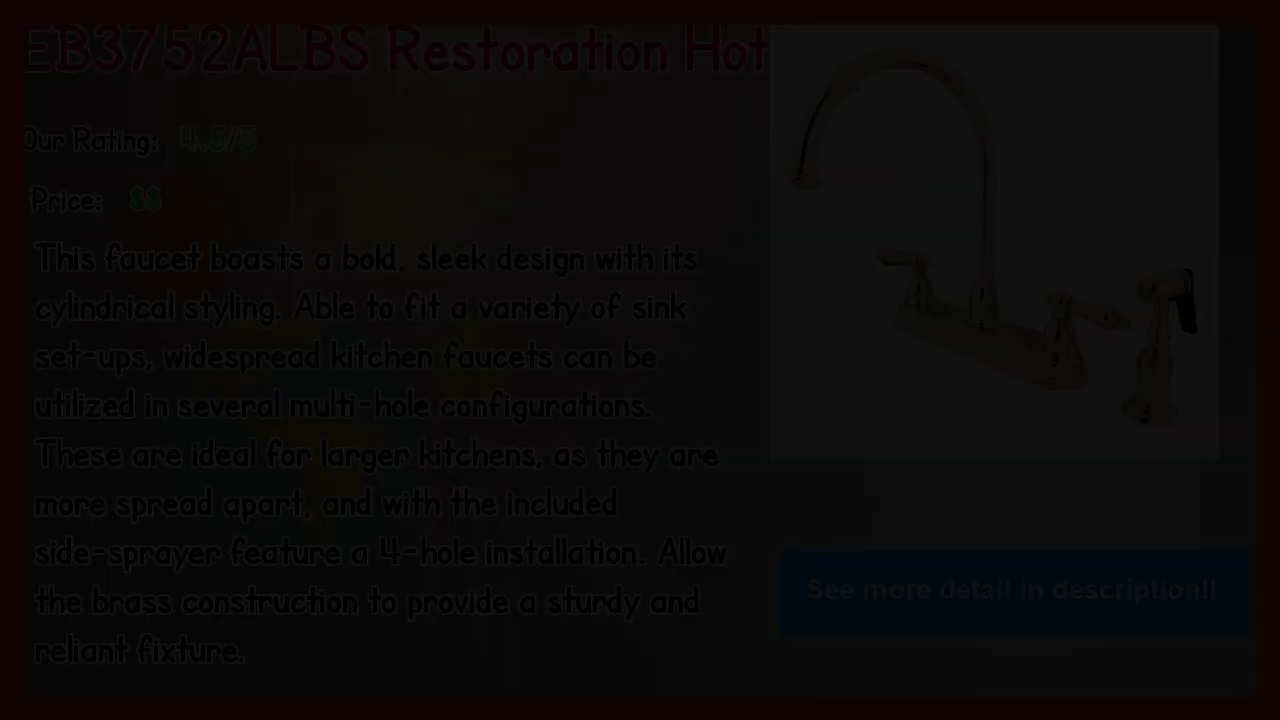 EB3752ALBS Restoration Hot
Our Rating: 4.5/5
Price: $$
This faucet boasts a bold, sleek design with its
cylindrical styling. Able to fit a variety of sink
set-ups, widespread kitchen faucets can be
utilized in several multi-hole configurations.
These are ideal for larger kitchens, as they are
more spread apart, and with the included
side-sprayer feature a 4-hole installation. Allow
the brass construction to provide a sturdy and
reliant fixture.
See more detail in description!!